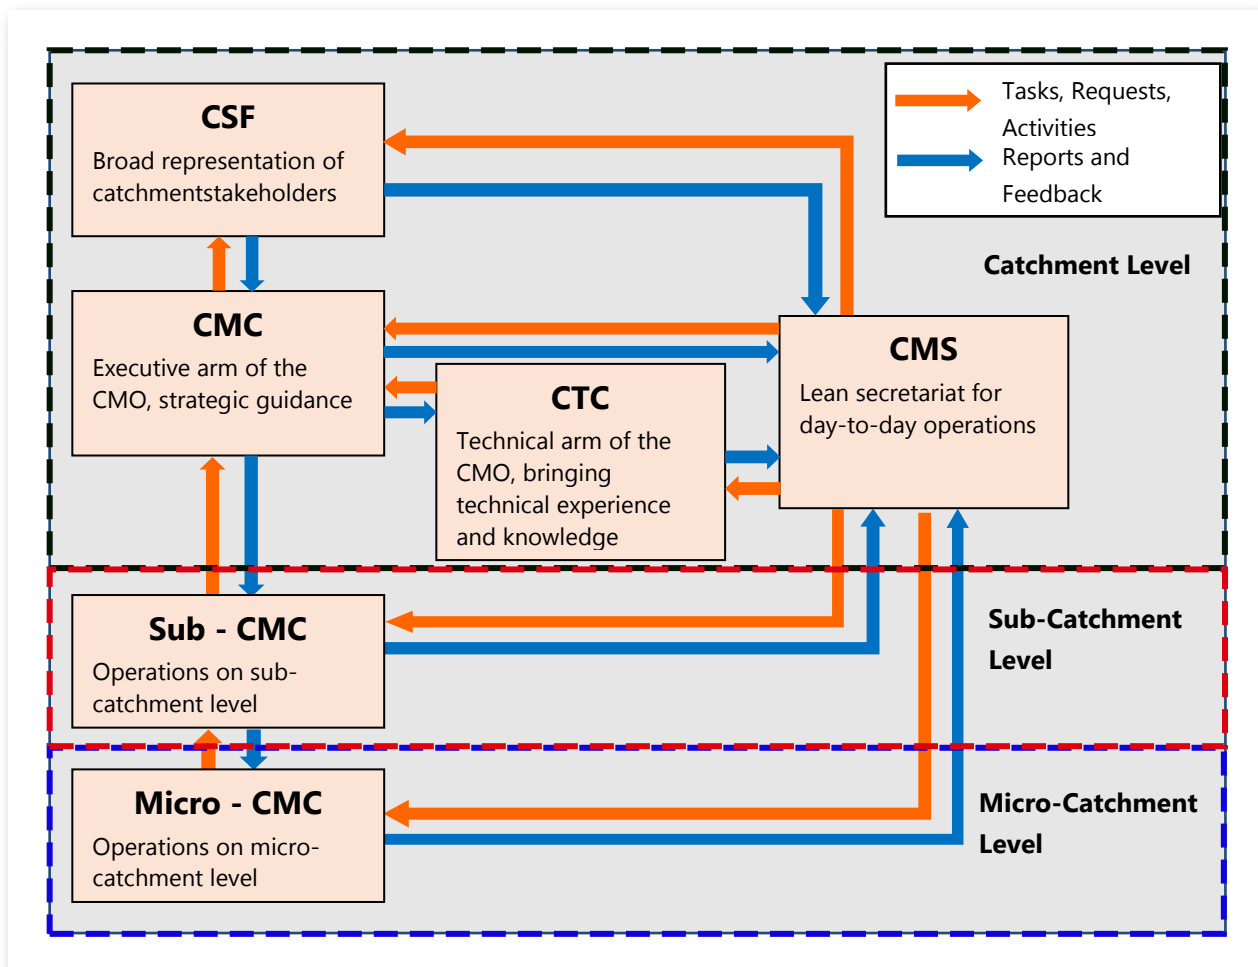 CSF
Broad representation of
catchmentstakeholders
Tasks, Requests,
Activities
Reports and
Feedback
Catchment Level
CMC
Executive arm of the
CMO, strategic guidance
CMS
Lean secretariat for
day-to-day operations
CTC
Technical arm of the
CMO, bringing
technical experience
and knowledge
Sub - CMC
Operations on sub-
catchment level
Sub-Catchment
Level
Micro - CMC
Operations on micro-
catchment level
Micro-Catchment
Level